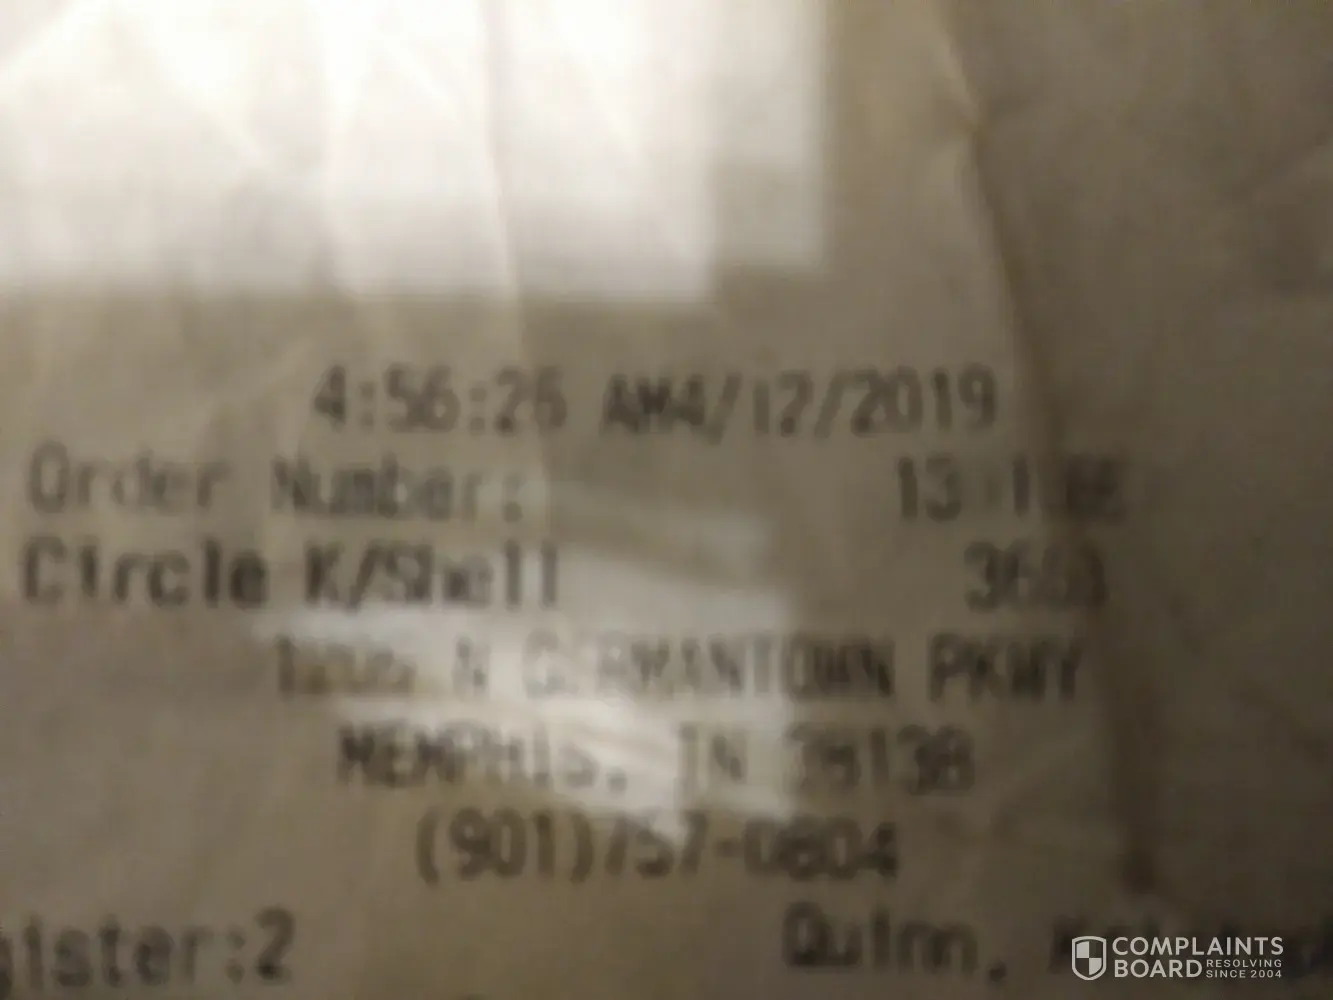 4:56:26 AM4/12/2019
Order Number:
Circle K/Shell
N GERMANTOWN PKWY
MEMPHIS, TN 38138
(901)757-0804
gister:2
Quinn,
COMPLAINTS
BOARD RESOLVING
SINCE 2004